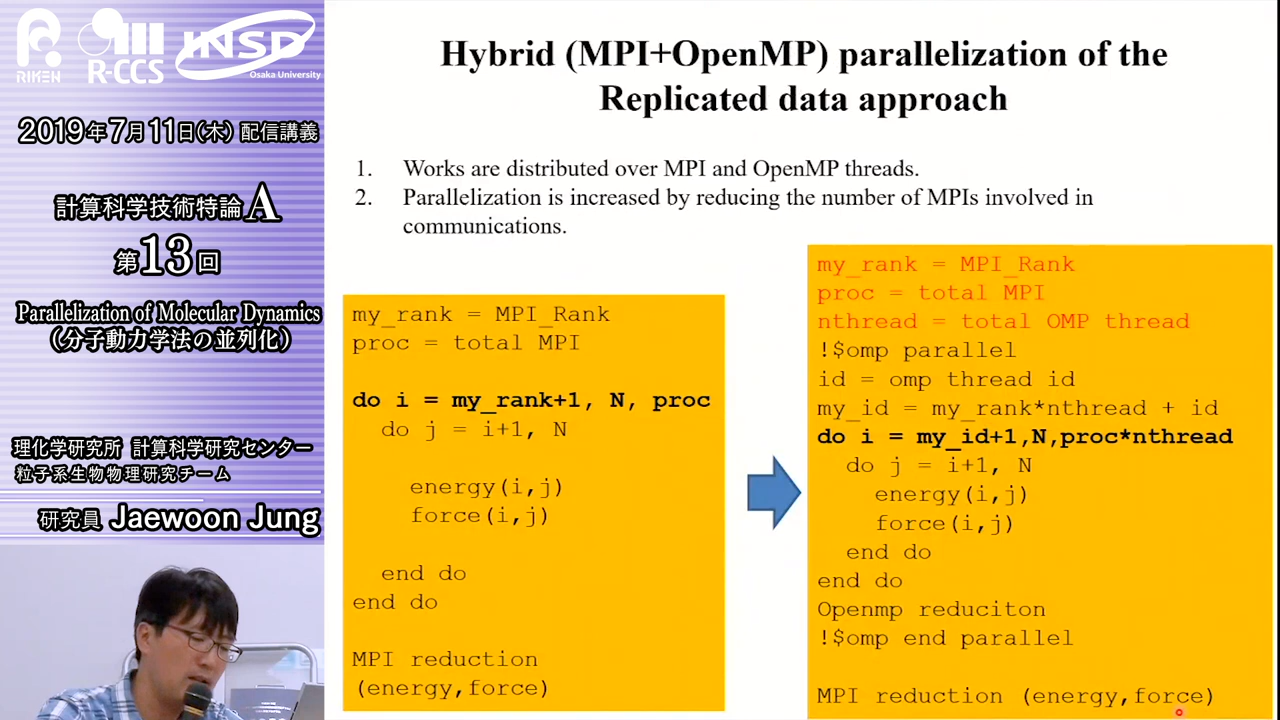 RIKEN
R-CCS
INSD
Osaka University
2019年7月11日(木) 配信講義
計算科学技術特論A
第13回
Parallelization of Molecular Dynamics
(分子動力学法の並列化)
理化学研究所 計算科学研究センター
粒子系生物物理研究チーム
研究員 Jaewoon Jung
Hybrid (MPI+OpenMP) parallelization of the
Replicated data approach
1. Works are distributed over MPI and OpenMP threads.
2. Parallelization is increased by reducing the number of MPIs involved in
communications.
my_rank = MPI_Rank
proc = total MPI
do i = my_rank+1, N, proc
do j = i+1, N
energy(i,j)
force(i,j)
end do
end do
MPI reduction
(energy,force)
my_rank = MPI_Rank
proc = total MPI
nthread = total OMP thread
!$omp parallel
id = omp thread id
my_id = my_rank*nthread + id
do i = my_id+1,N,proc*nthread
do j = i+1, N
energy(i,j)
force(i,j)
end do
end do
Openmp reduciton
!$omp end parallel
MPI reduction (energy,force)